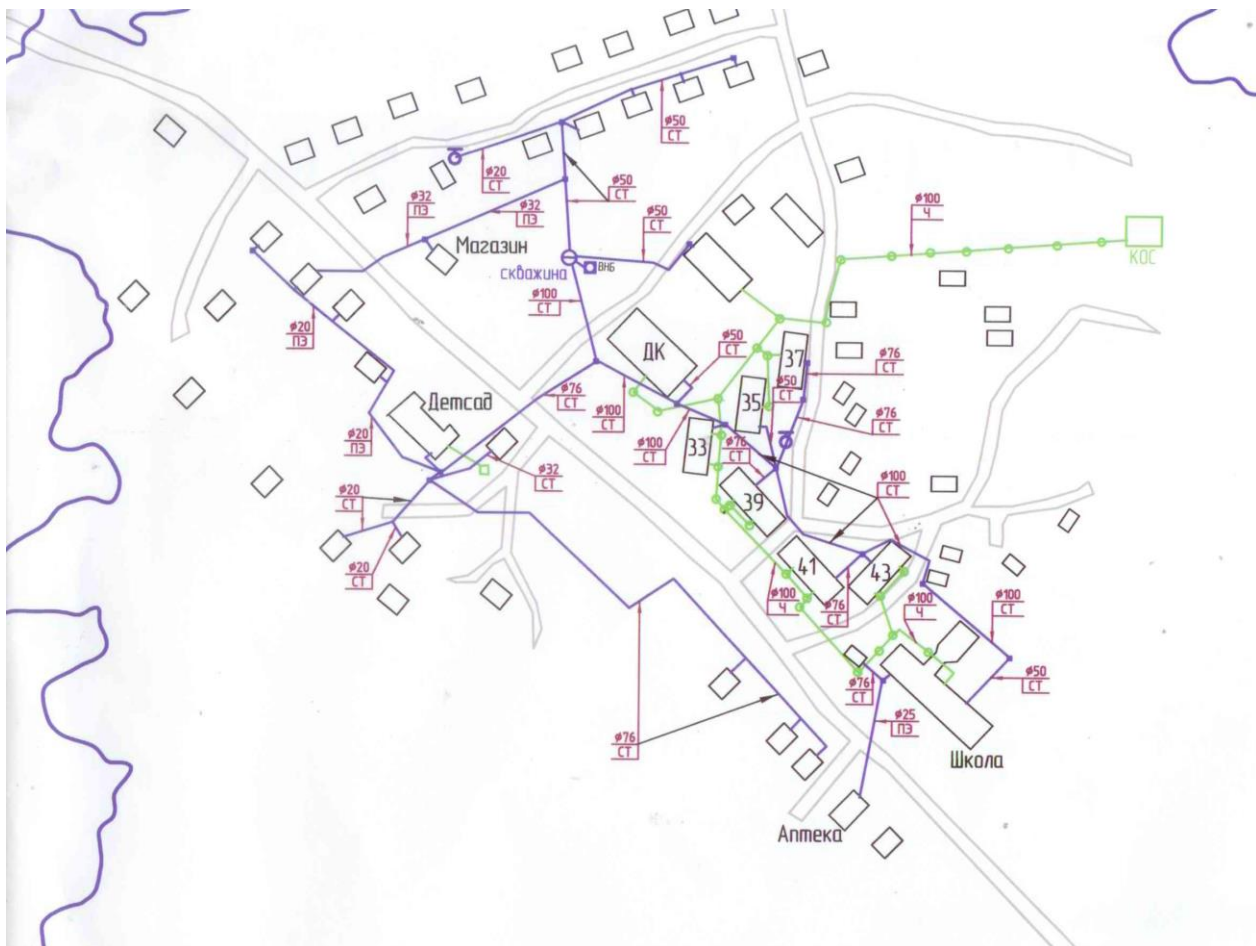 ø50
СТ
ø20
СТ
ø50
СТ
ø32
ПЭ
ø32
ПЭ
ø50
СТ
ø100
Ч
КОС
Магазин
скважина
ВНБ
ø100
СТ
ø20
ПЭ
ДК
ø50
СТ
37
ø76
СТ
ø50
СТ
35
Детсад
ø76
СТ
ø100
СТ
ø100
СТ
ø76
СТ
33
ø76
СТ
ø20
ПЭ
ø32
СТ
39
ø100
СТ
ø20
СТ
ø20
СТ
41
43
ø100
Ч
ø76
СТ
ø100
Ч
ø100
СТ
ø76
СТ
ø50
СТ
ø25
ПЭ
ø76
СТ
Школа
Аптека